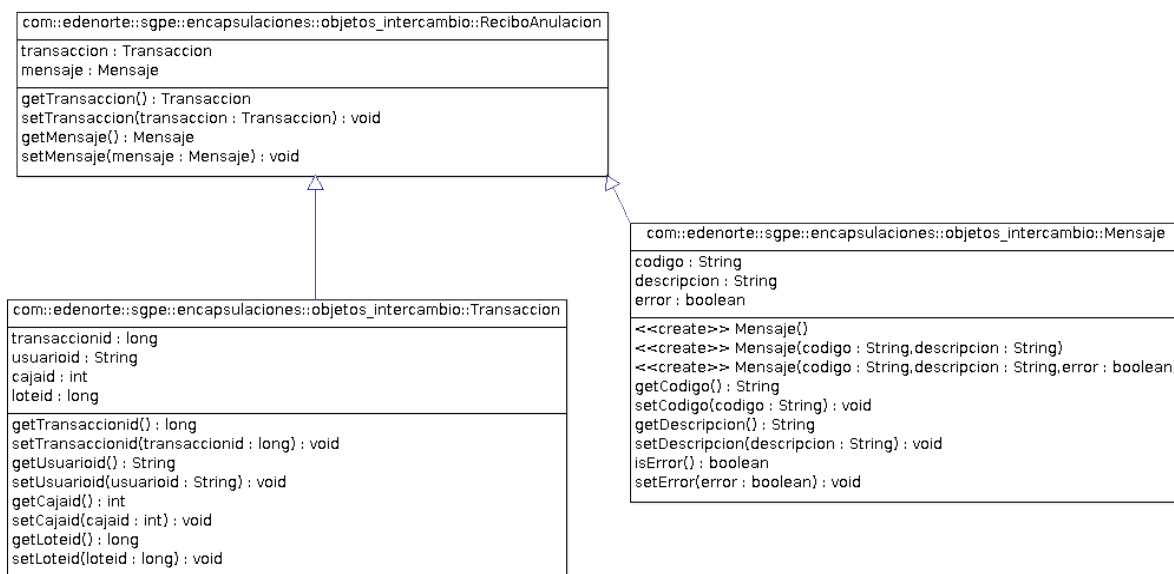 com::edenorte::sgpe::encapsulaciones::objetos_intercambio::ReciboAnulacion
transaccion : Transaccion
mensaje : Mensaje
getTransaccion() : Transaccion
setTransaccion(transaccion : Transaccion) : void
getMensaje() : Mensaje
setMensaje(mensaje : Mensaje) : void
com::edenorte::sgpe::encapsulaciones::objetos_intercambio::Mensaje
codigo : String
descripcion : String
error : boolean
<<create>> Mensaje()
<<create>> Mensaje(codigo : String,descripcion : String)
<<create>> Mensaje(codigo : String,descripcion : String,error : boolean)
getCodigo() : String
setCodigo(codigo : String) : void
getDescripcion() : String
setDescripcion(descripcion : String) : void
isError() : boolean
setError(error : boolean) : void
com::edenorte::sgpe::encapsulaciones::objetos_intercambio::Transaccion
transaccionid : long
usuarioid : String
cajaid : int
loteid : long
getTransaccionid() : long
setTransaccionid(transaccionid : long) : void
getUsuarioid() : String
setUsuarioid(usuarioid : String) : void
getCajaid() : int
setCajaid(cajaid : int) : void
getLoteid() : long
setLoteid(loteid : long) : void